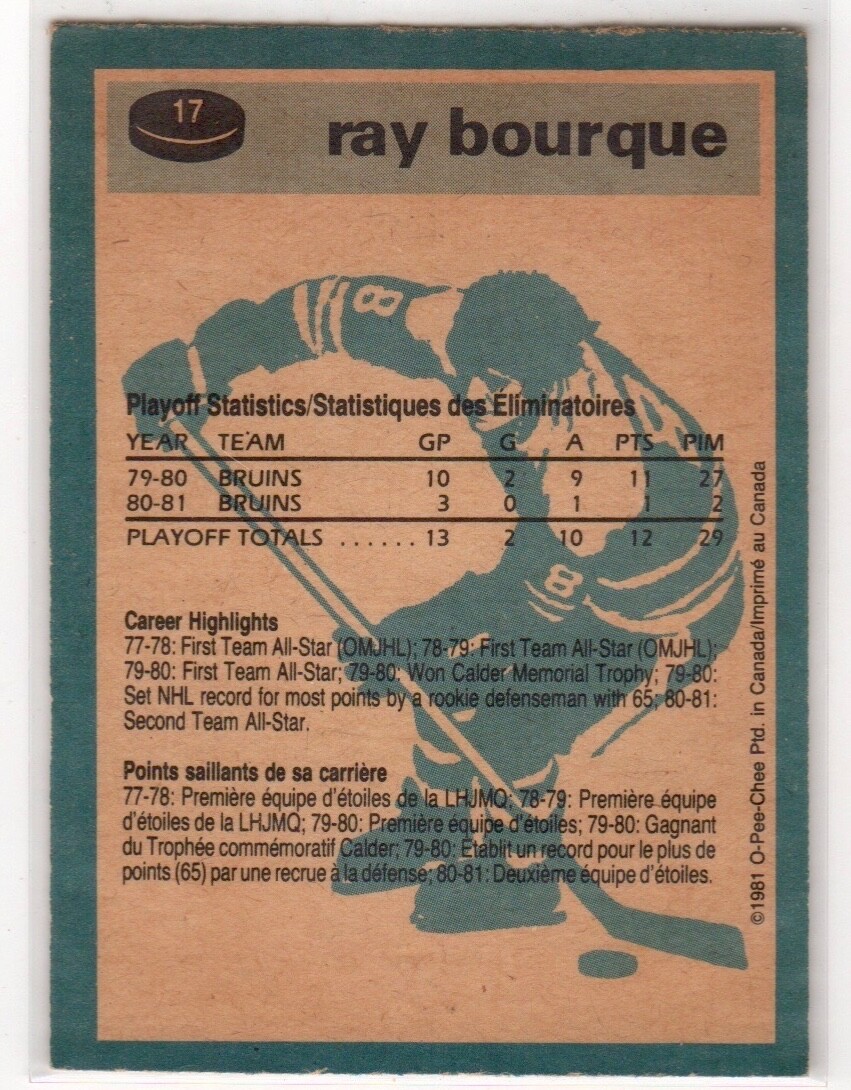 17
ray bourque
8
Playoff Statistics/Statistiques des Éliminatoires
YEAR TEAM GP G A PTS PIM
79-80 BRUINS 10 2 9 11 27
80-81 BRUINS 3 0 1 1 2
PLAYOFF TOTALS ...... 13 2 10 12 29
8
Career Highlights
77-78: First Team All-Star (OMJHL); 78-79: First Team All-Star (OMJHL);
79-80: First Team All-Star; 79-80: Won Calder Memorial Trophy; 79-80:
Set NHL record for most points by a rookie defenseman with 65; 80-81:
Second Team All-Star.
Points saillants de sa carrière
77-78: Première équipe d'étoiles de la LHJMQ; 78-79: Première équipe
d'étoiles de la LHJMQ; 79-80: Première équipe d'étoiles; 79-80: Gagnant
du Trophée commémoratif Calder; 79-80: Etablit un record pour le plus de
points (65) par une recrue à la défense; 80-81: Deuxième équipe d'étoiles.
©1981 O-Pee-Chee Ptd. in Canada/Imprimé au Canada